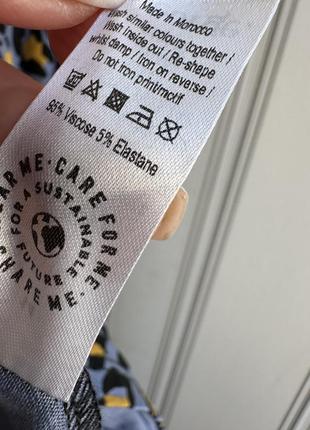 Made in Morocco
Wash similar colours together /
Wash inside out / Re-shape
whilst damp / Iron on reverse /
Do not iron print/motif
95% Viscose 5% Elastane
CARE FOR ME
SHARE ME
FOR A SUSTAINABLE
FUTURE